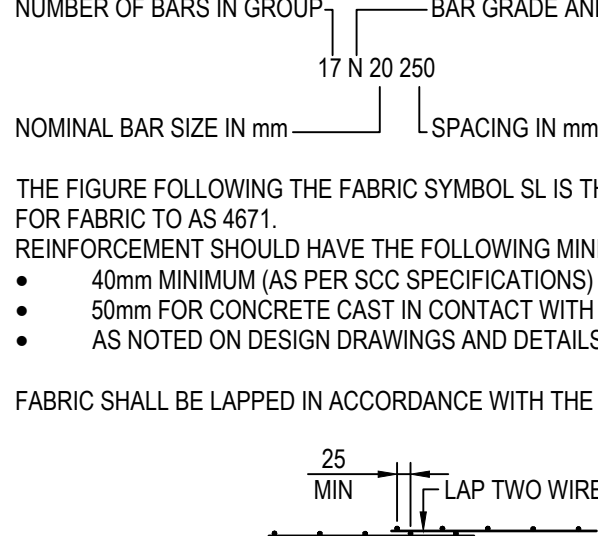 NUMBER OF BARS IN GROUP BAR GRADE AND
17 N 20 250
NOMINAL BAR SIZE IN mm SPACING IN mm
THE FIGURE FOLLOWING THE FABRIC SYMBOL SL IS
FOR FABRIC TO AS 4671.
REINFORCEMENT SHOULD HAVE THE FOLLOWING
• 40mm MINIMUM (AS PER SCC SPECIFICATIONS)
• 50mm FOR CONCRETE CAST IN CONTACT WITH
• AS NOTED ON DESIGN DRAWINGS AND DETAILS
FABRIC SHALL BE LAPPED IN ACCORDANCE WITH THE
25
MIN LAP TWO WIRE